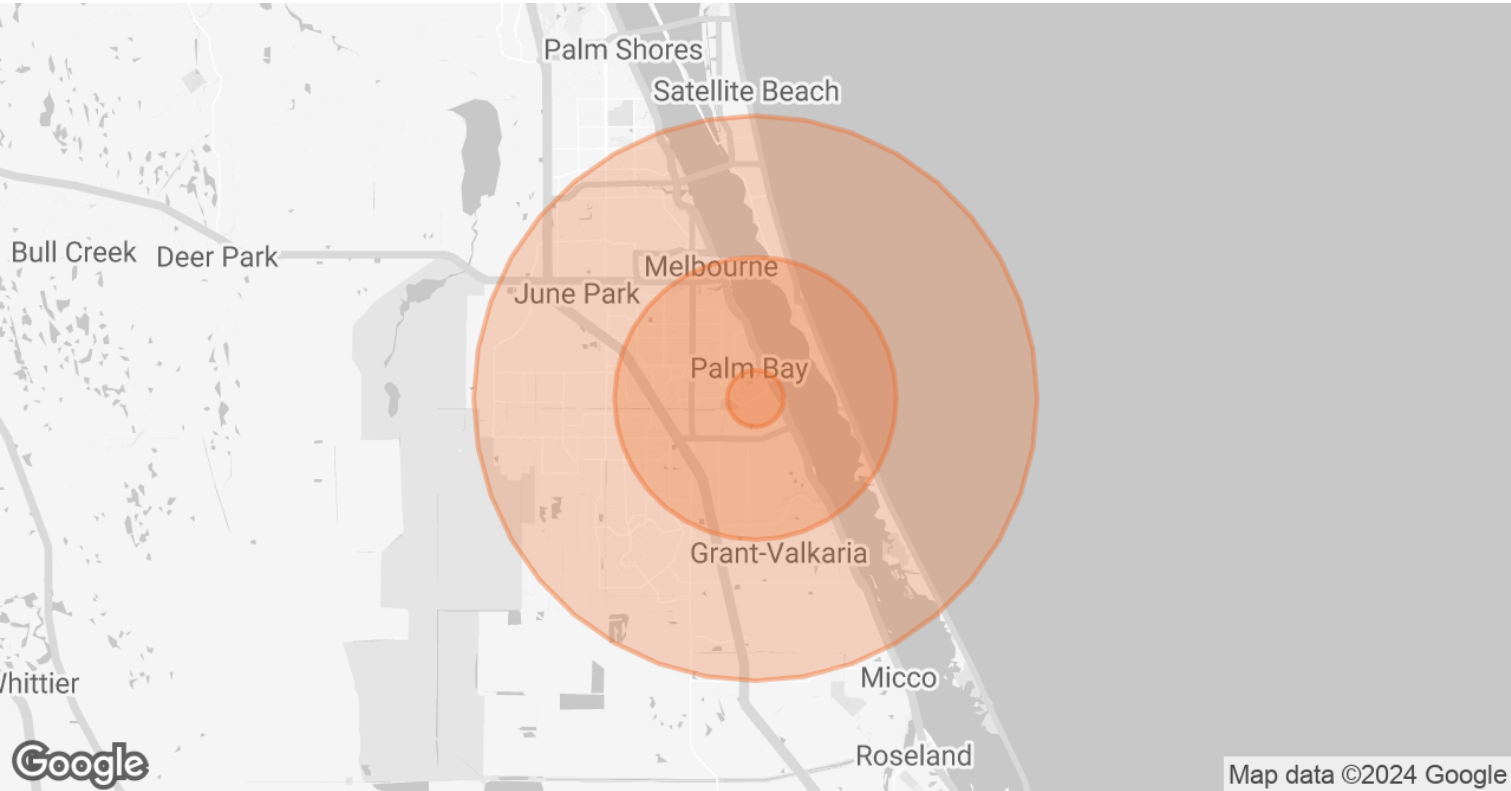 Palm Shores
Satellite Beach
Bull Creek
Deer Park
Melbourne
June Park
Palm Bay
Grant-Valkaria
Micco
Whittier
Roseland
Google
Map data ©2024 Google